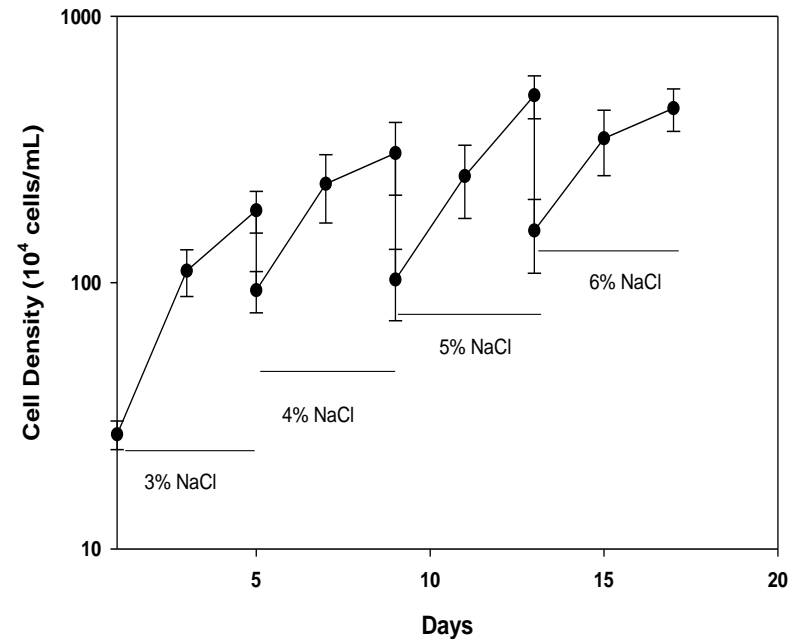 1000
100
10
Cell Density (10⁴ cells/mL)
3% NaCl
4% NaCl
5% NaCl
6% NaCl
5
10
15
20
Days